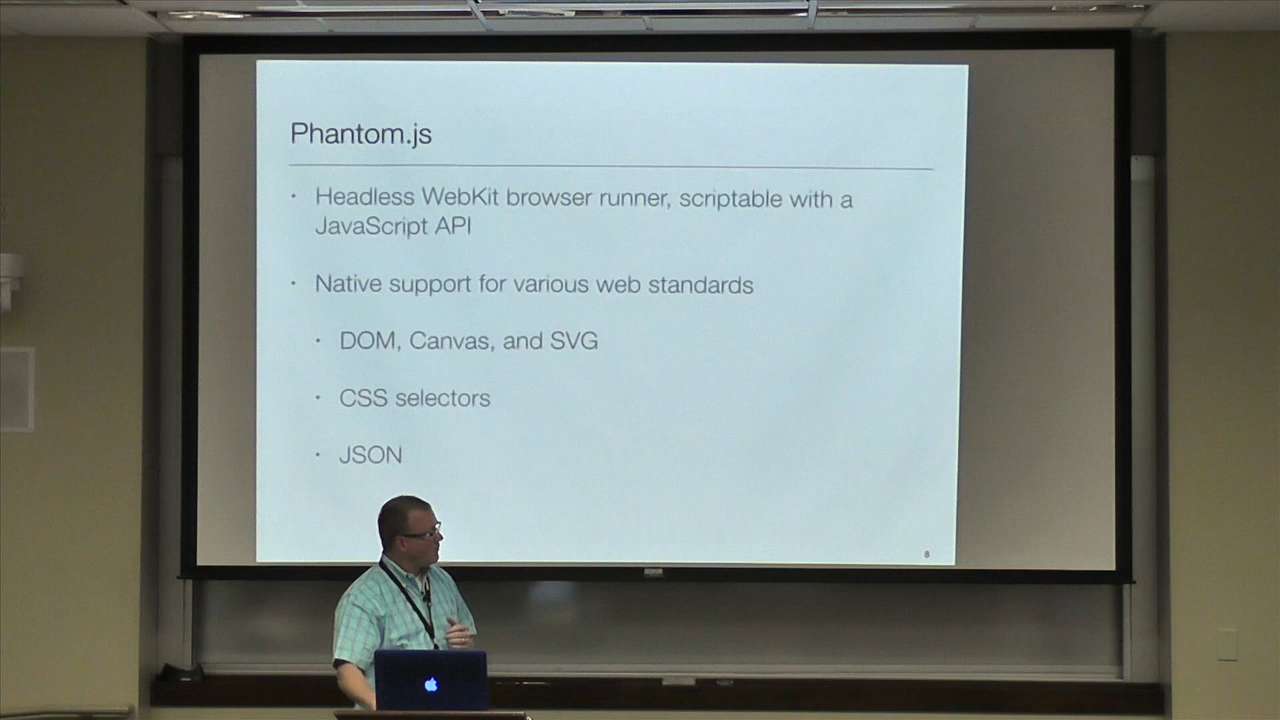 Phantom.js
• Headless WebKit browser runner, scriptable with a
JavaScript API
• Native support for various web standards
• DOM, Canvas, and SVG
• CSS selectors
• JSON
8